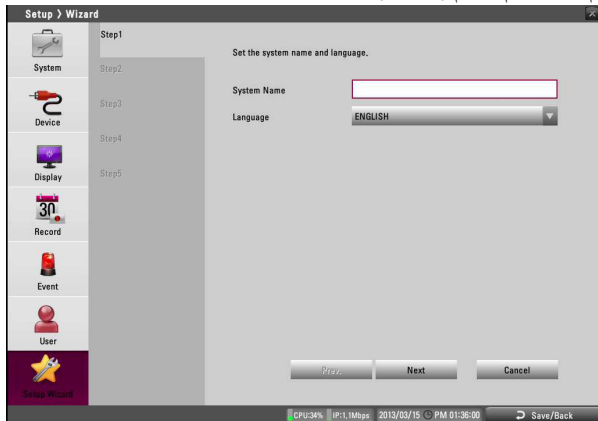 Setup > Wizard
System
Device
Display
30
Record
Event
User
Setup Wizard
Step1
Step2
Step3
Step4
Step5
Set the system name and language.
System Name
Language
ENGLISH
Prev.
Next
Cancel
CPU:34%
IP:1.1Mbps
2013/03/15
PM 01:36:00
Save/Back